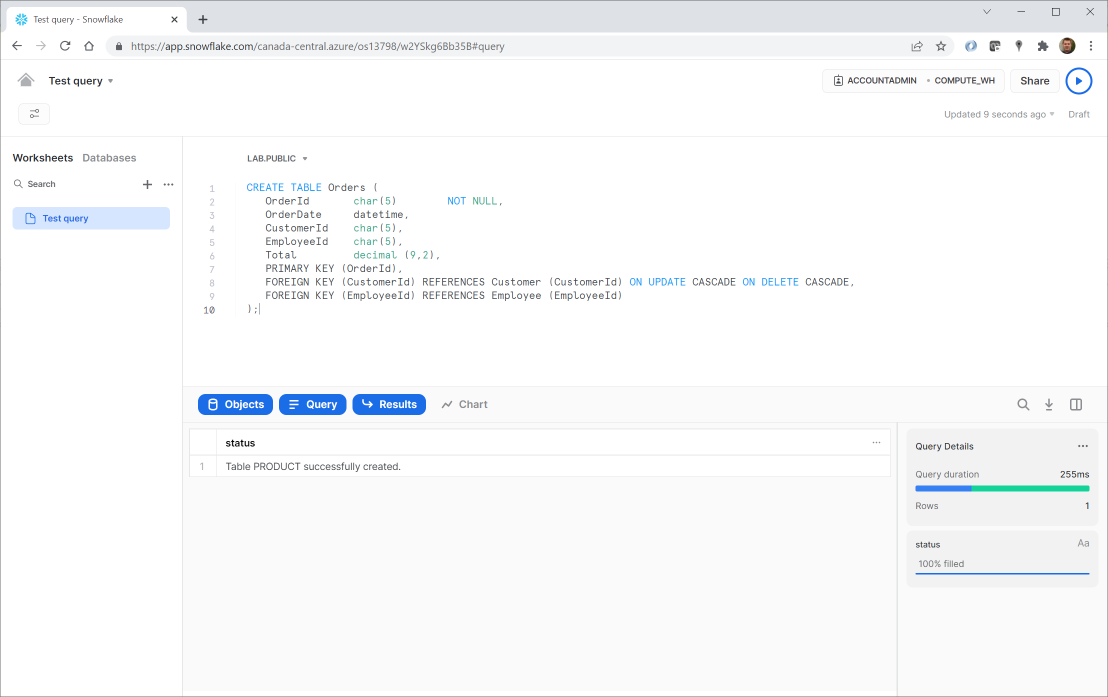 Test query - Snowflake
https://app.snowflake.com/canada-central.azure/os13798/w2YSkg6Bb35B#query
Test query
ACCOUNTADMIN • COMPUTE_WH
Share
Updated 9 seconds ago
Draft
Worksheets Databases
Search
Test query
LAB.PUBLIC
1 CREATE TABLE Orders (
2 OrderId char(5) NOT NULL,
3 OrderDate datetime,
4 CustomerId char(5),
5 EmployeeId char(5),
6 Total decimal (9,2),
7 PRIMARY KEY (OrderId),
8 FOREIGN KEY (CustomerId) REFERENCES Customer (CustomerId) ON UPDATE CASCADE ON DELETE CASCADE,
9 FOREIGN KEY (EmployeeId) REFERENCES Employee (EmployeeId)
10 );
Objects Query Results Chart
status ...
1 Table PRODUCT successfully created.
Query Details
Query duration 255ms
Rows 1
status Aa
100% filled